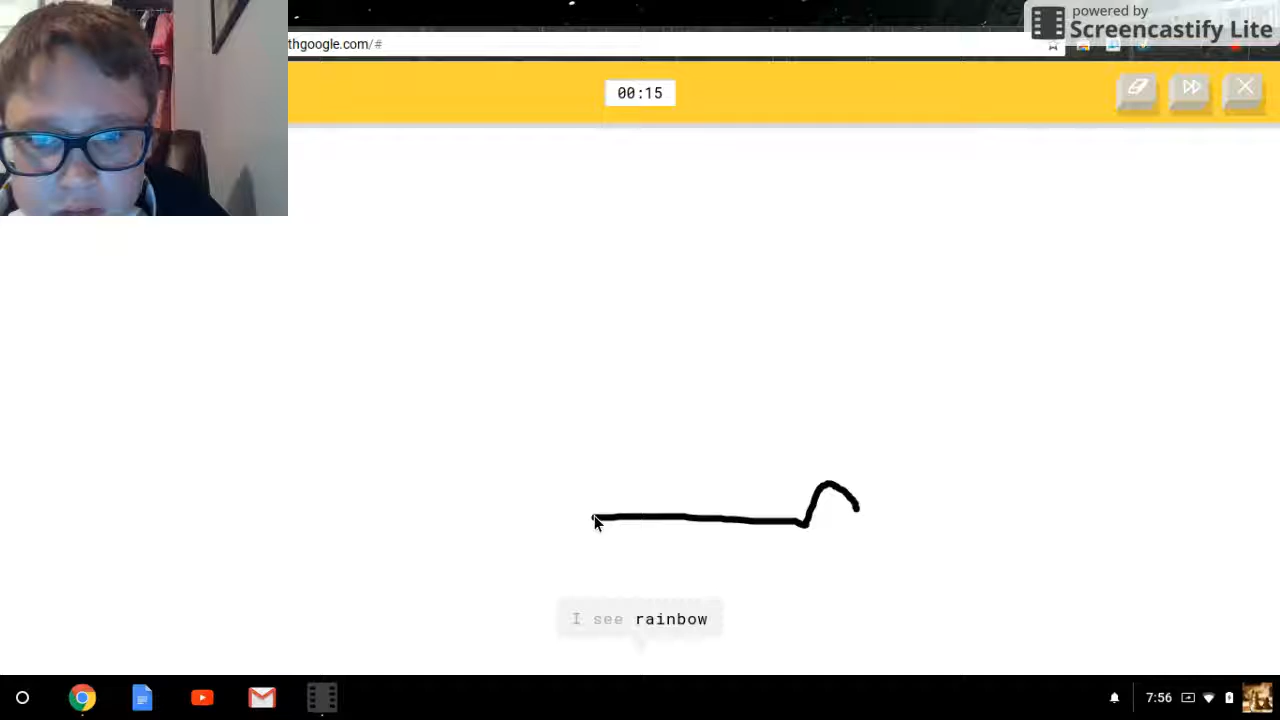 powered by
Screencastify Lite
thgoogle.com/#
00:15
I see rainbow
7:56